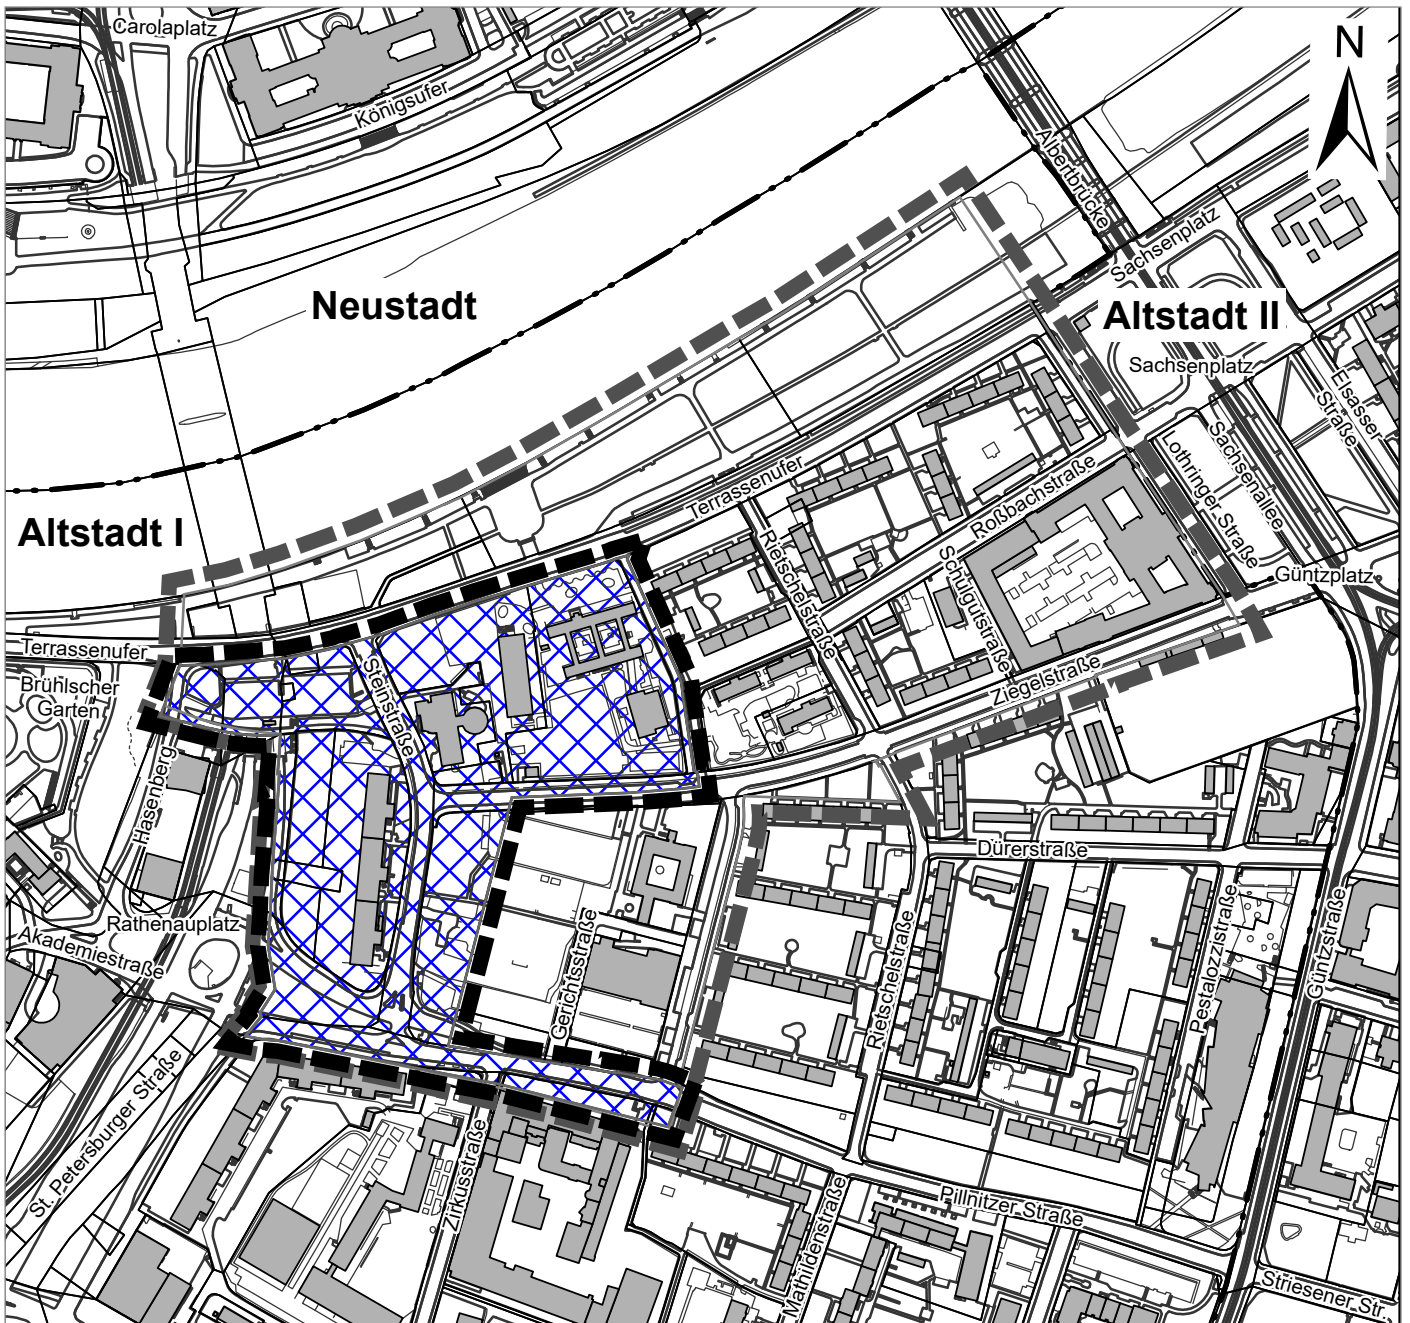 Carolaplatz
N
Königsufer
Albertbrücke
Sachsenplatz
Neustadt
Altstadt II
Sachsenplatz
Elsasser
Straße
Terrassenufer
Roßbachstraße
Lothringer Straße
Sachsenallee
Altstadt I
Rietschelstraße
Schulgutstraße
Güntzplatz
Terrassenufer
Steinstraße
Ziegelstraße
Brühlscher
Garten
Hasenberg
Dürerstraße
Rathenauplatz
Akademiestraße
Gerichtsstraße
Rietschelstraße
Pestalozzistraße
Güntzstraße
St. Petersburger Straße
Zirkusstraße
Mathildenstraße
Pillnitzer Straße
Striesener Str.